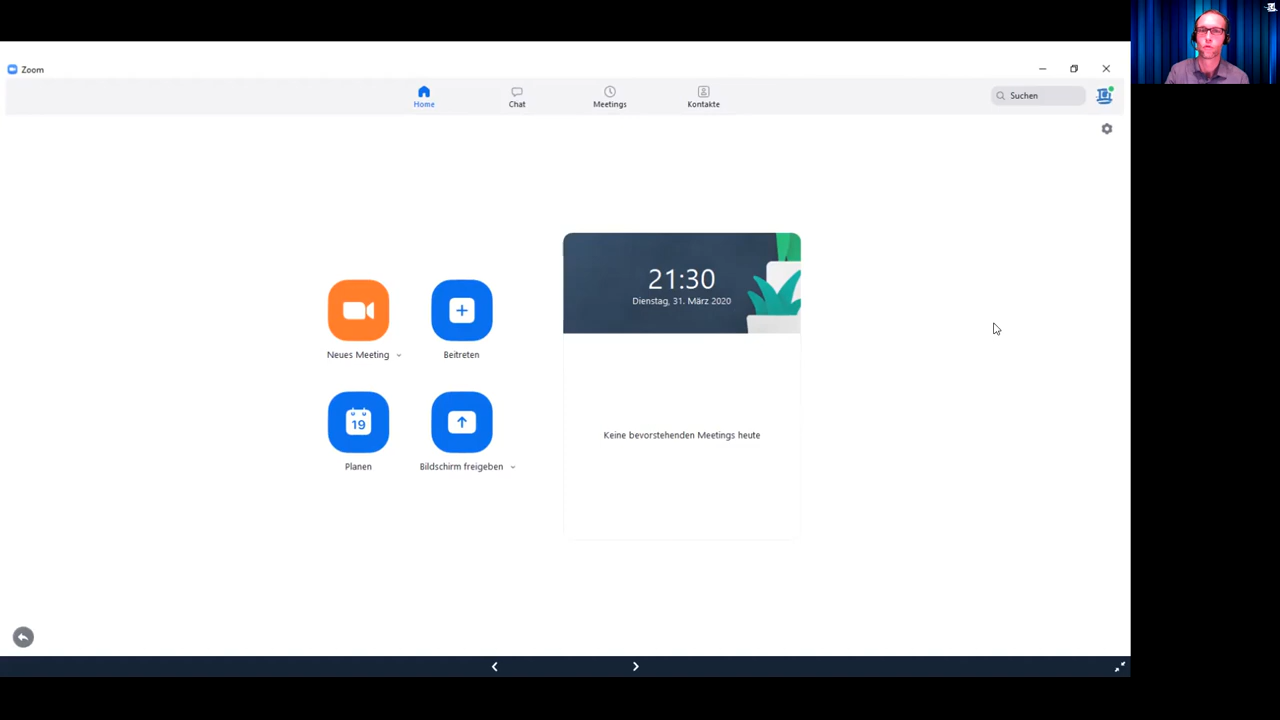 Zoom
Home
Chat
Meetings
Kontakte
Suchen
21:30
Dienstag, 31. März 2020
Neues Meeting
Beitreten
19
Planen
Bildschirm freigeben
Keine bevorstehenden Meetings heute